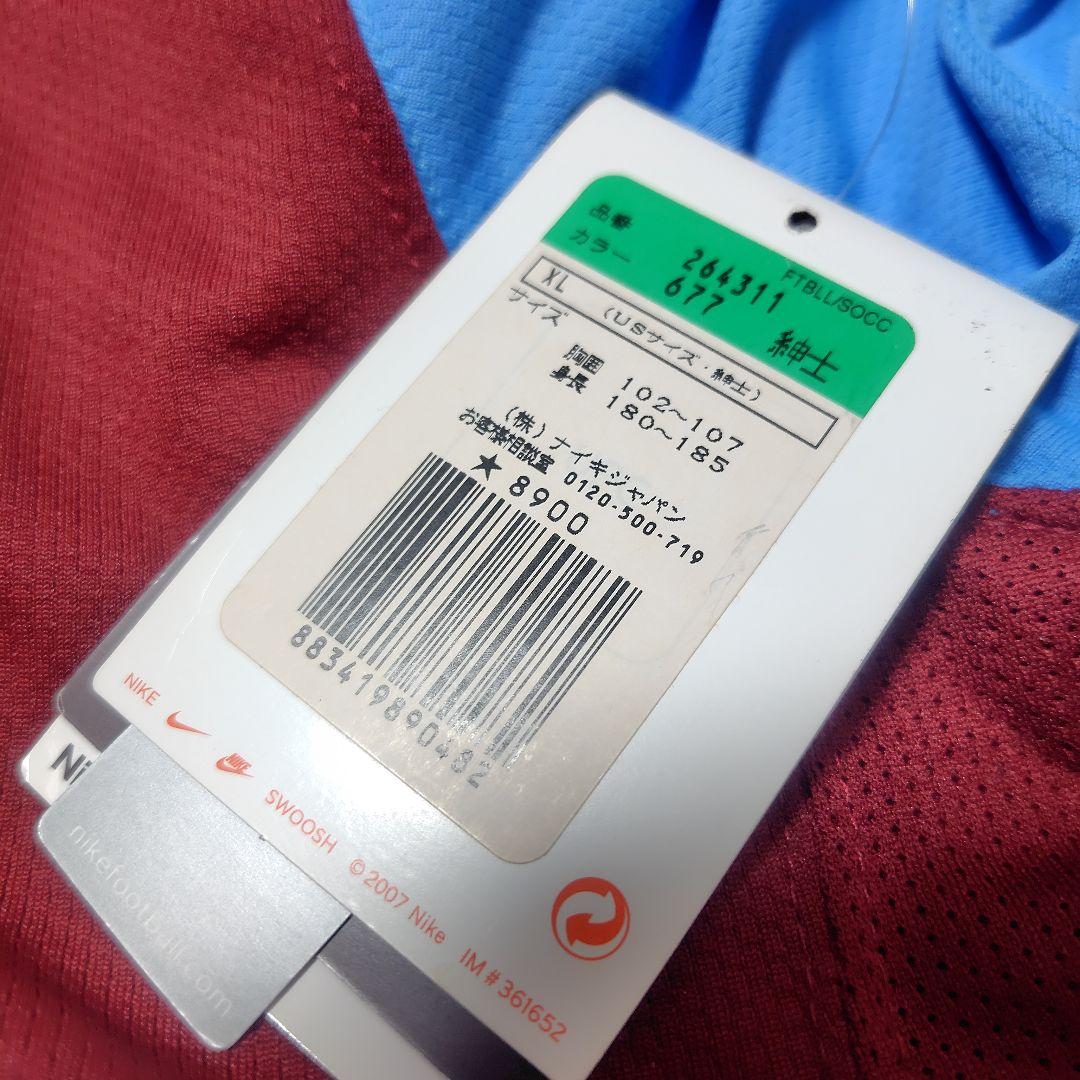 品番 264311 FTBLL/SOCC
カラー 677 紳士
XL (USサイズ・紳士)
サイズ
胸囲 102～107
身長 180～185
(株)ナイキジャパン
お客様相談室 0120-500-719
★8900
883419890482
NIKE NIKE SWOOSH ©2007 Nike IM # 361652